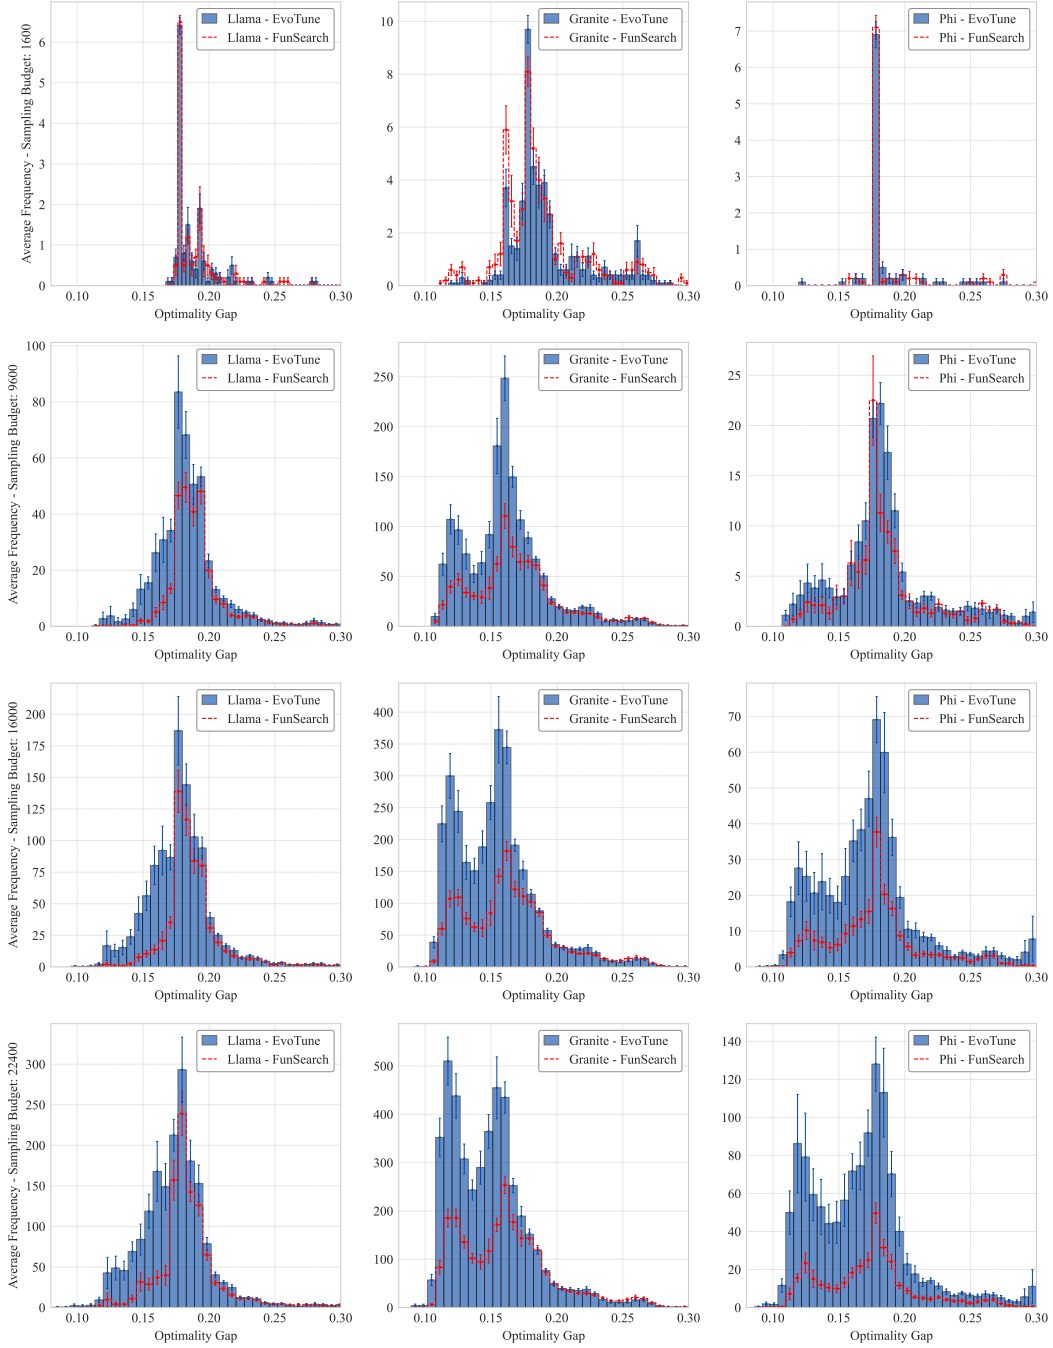 Average Frequency - Sampling Budget: 1600
6
5
4
3
2
1
0
Llama - EvoTune
Llama - FunSearch
0.10 0.15 0.20 0.25 0.30
Optimality Gap
10
8
6
4
2
0
Granite - EvoTune
Granite - FunSearch
0.10 0.15 0.20 0.25 0.30
Optimality Gap
7
6
5
4
3
2
1
0
Phi - EvoTune
Phi - FunSearch
0.10 0.15 0.20 0.25 0.30
Optimality Gap
Average Frequency - Sampling Budget: 9600
100
80
60
40
20
0
Llama - EvoTune
Llama - FunSearch
0.10 0.15 0.20 0.25 0.30
Optimality Gap
250
200
150
100
50
0
Granite - EvoTune
Granite - FunSearch
0.10 0.15 0.20 0.25 0.30
Optimality Gap
25
20
15
10
5
0
Phi - EvoTune
Phi - FunSearch
0.10 0.15 0.20 0.25 0.30
Optimality Gap
Average Frequency - Sampling Budget: 16000
200
175
150
125
100
75
50
25
0
Llama - EvoTune
Llama - FunSearch
0.10 0.15 0.20 0.25 0.30
Optimality Gap
400
350
300
250
200
150
100
50
0
Granite - EvoTune
Granite - FunSearch
0.10 0.15 0.20 0.25 0.30
Optimality Gap
70
60
50
40
30
20
10
0
Phi - EvoTune
Phi - FunSearch
0.10 0.15 0.20 0.25 0.30
Optimality Gap
Average Frequency - Sampling Budget: 22400
300
250
200
150
100
50
0
Llama - EvoTune
Llama - FunSearch
0.10 0.15 0.20 0.25 0.30
Optimality Gap
500
400
300
200
100
0
Granite - EvoTune
Granite - FunSearch
0.10 0.15 0.20 0.25 0.30
Optimality Gap
140
120
100
80
60
40
20
0
Phi - EvoTune
Phi - FunSearch
0.10 0.15 0.20 0.25 0.30
Optimality Gap